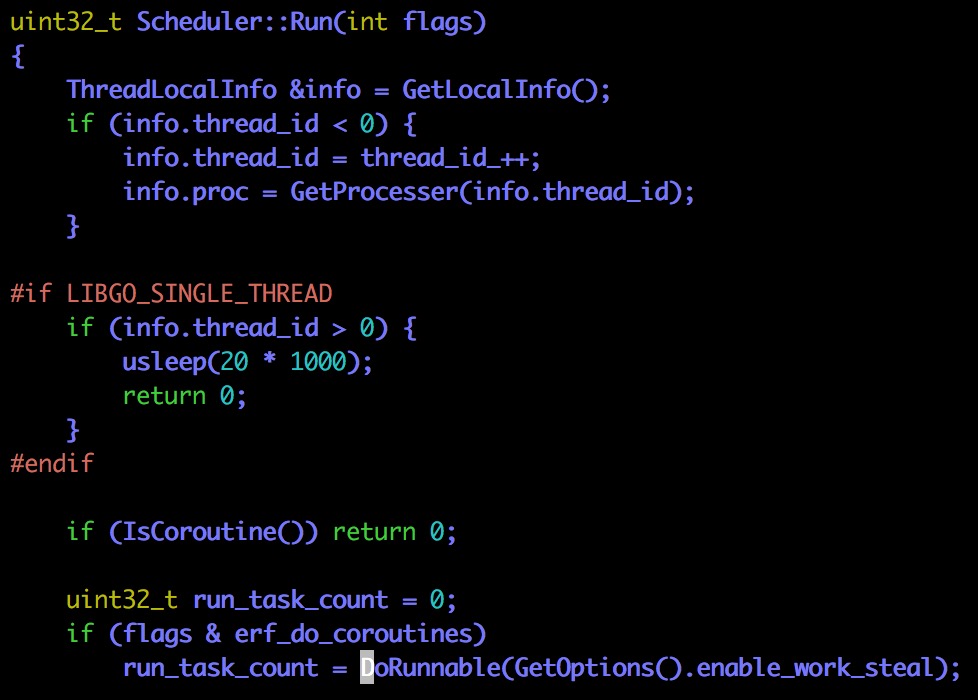 uint32_t Scheduler::Run(int flags)
{
    ThreadLocalInfo &info = GetLocalInfo();
    if (info.thread_id < 0) {
        info.thread_id = thread_id_++;
        info.proc = GetProcesser(info.thread_id);
    }

#if LIBGO_SINGLE_THREAD
    if (info.thread_id > 0) {
        usleep(20 * 1000);
        return 0;
    }
#endif

    if (IsCoroutine()) return 0;

    uint32_t run_task_count = 0;
    if (flags & erf_do_coroutines)
        run_task_count = DoRunnable(GetOptions().enable_work_steal);